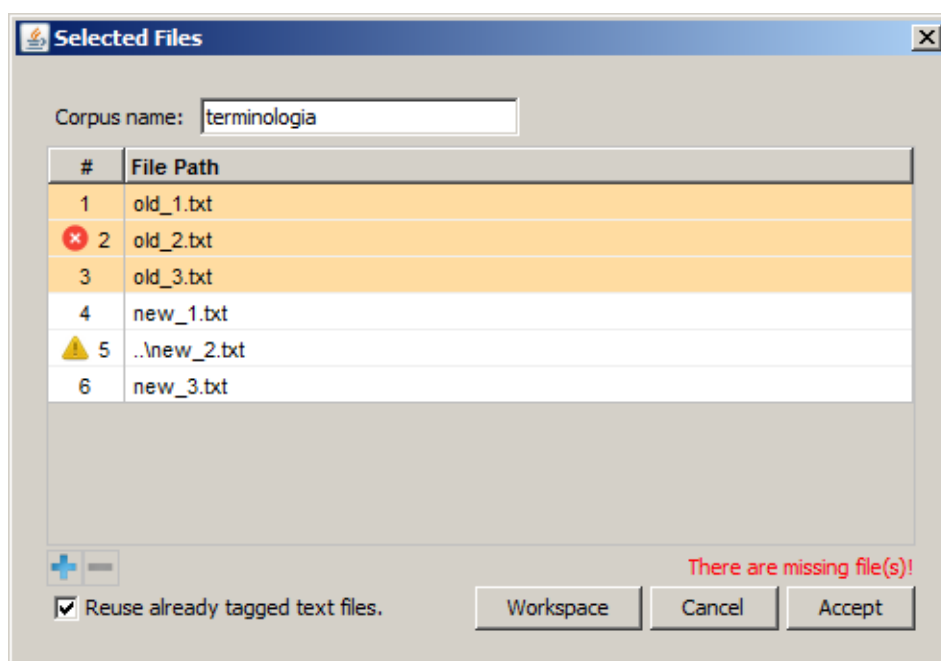 Selected Files
Corpus name: terminologia
# File Path
1 old_1.txt
2 old_2.txt
3 old_3.txt
4 new_1.txt
5 ..\new_2.txt
6 new_3.txt
There are missing file(s)!
Reuse already tagged text files. Workspace Cancel Accept